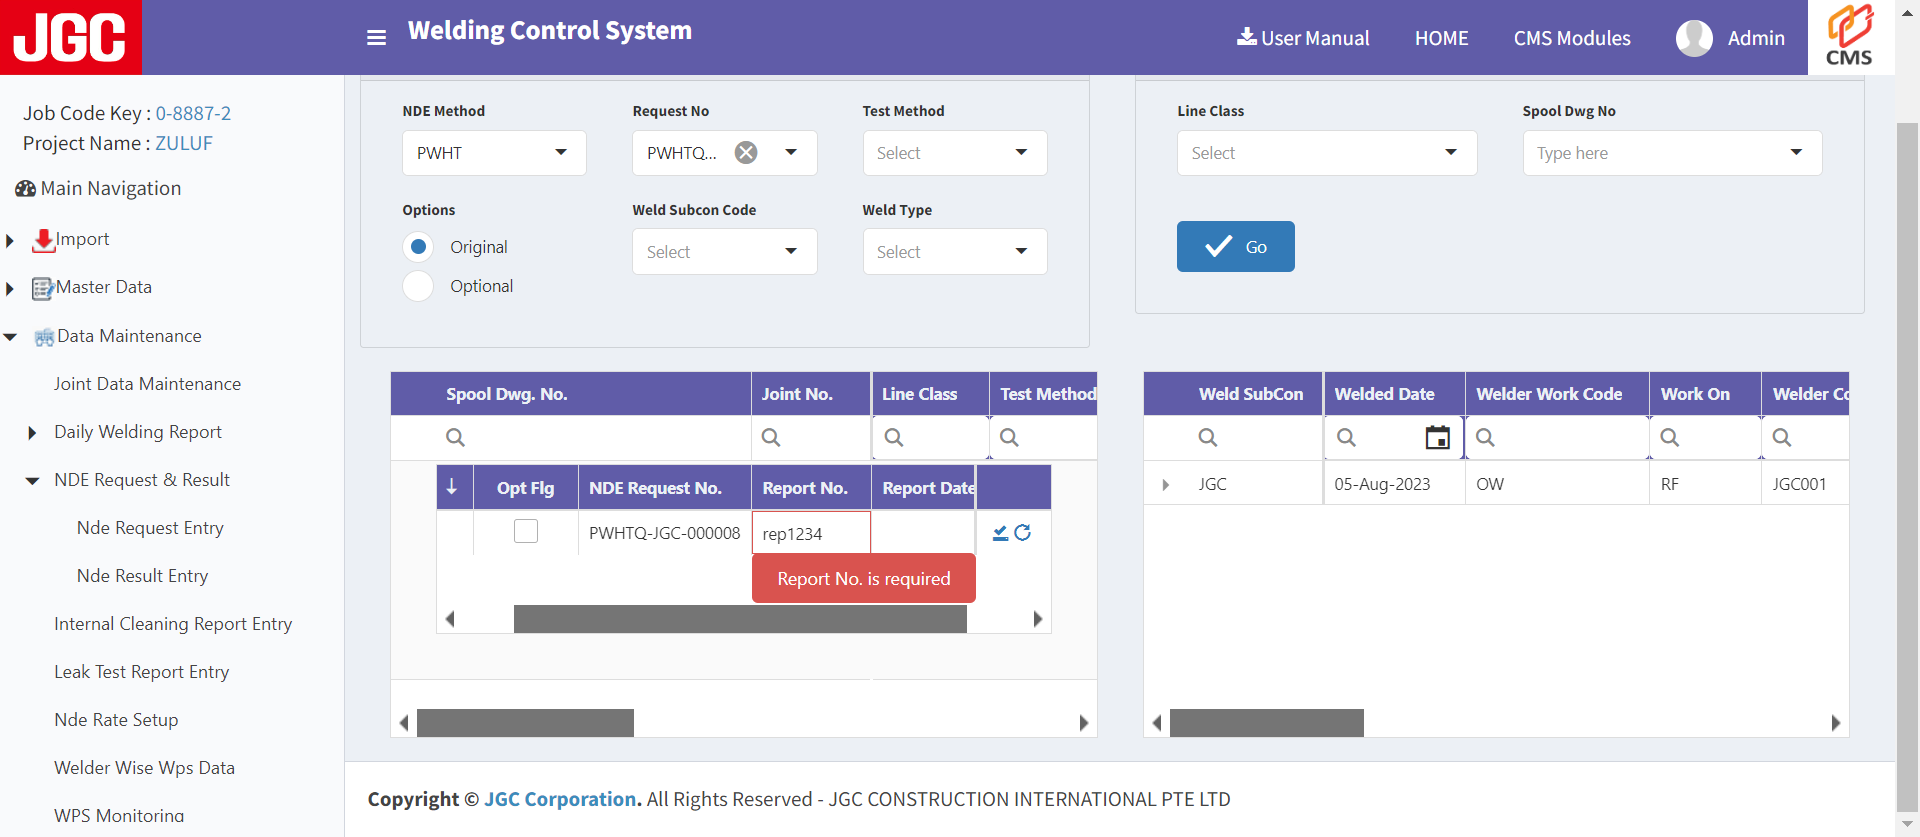 JGC
Welding Control System
User Manual
HOME
CMS Modules
Admin
CMS
Job Code Key : 0-8887-2
Project Name : ZULUF
Main Navigation
Import
Master Data
Data Maintenance
Joint Data Maintenance
Daily Welding Report
NDE Request & Result
Nde Request Entry
Nde Result Entry
Internal Cleaning Report Entry
Leak Test Report Entry
Nde Rate Setup
Welder Wise Wps Data
WPS Monitoring
NDE Method
Request No
Test Method
PWHT
PWHTQ...
Select
Options
Weld Subcon Code
Weld Type
Original
Select
Select
Optional
Line Class
Spool Dwg No
Select
Type here
Go
Spool Dwg. No.
Joint No.
Line Class
Test Method
Opt Flg
NDE Request No.
Report No.
Report Date
PWHTQ-JGC-000008
rep1234
Report No. is required
Weld SubCon
Welded Date
Welder Work Code
Work On
Welder Co
JGC
05-Aug-2023
OW
RF
JGC001
Copyright © JGC Corporation. All Rights Reserved - JGC CONSTRUCTION INTERNATIONAL PTE LTD